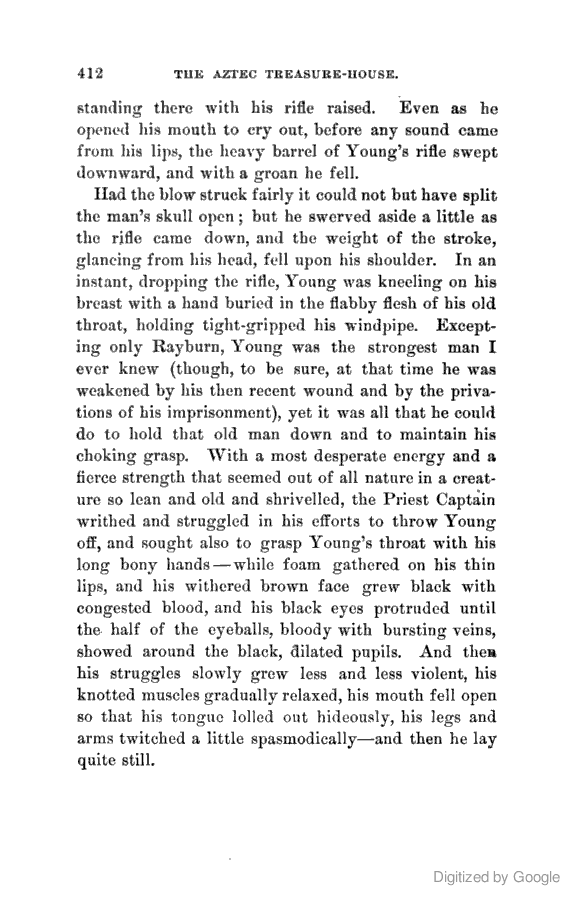 412 THE AZTEC TREASURE-HOUSE.
standing there with his rifle raised. Even as he
opened his mouth to cry out, before any sound came
from his lips, the heavy barrel of Young's rifle swept
downward, and with a groan he fell.
Had the blow struck fairly it could not but have split
the man's skull open; but he swerved aside a little as
the rifle came down, and the weight of the stroke,
glancing from his head, fell upon his shoulder. In an
instant, dropping the rifle, Young was kneeling on his
breast with a hand buried in the flabby flesh of his old
throat, holding tight-gripped his windpipe. Except-
ing only Rayburn, Young was the strongest man I
ever knew (though, to be sure, at that time he was
weakened by his then recent wound and by the priva-
tions of his imprisonment), yet it was all that he could
do to hold that old man down and to maintain his
choking grasp. With a most desperate energy and a
fierce strength that seemed out of all nature in a creat-
ure so lean and old and shrivelled, the Priest Captain
writhed and struggled in his efforts to throw Young
off, and sought also to grasp Young's throat with his
long bony hands—while foam gathered on his thin
lips, and his withered brown face grew black with
congested blood, and his black eyes protruded until
the half of the eyeballs, bloody with bursting veins,
showed around the black, dilated pupils. And then
his struggles slowly grew less and less violent, his
knotted muscles gradually relaxed, his mouth fell open
so that his tongue lolled out hideously, his legs and
arms twitched a little spasmodically—and then he lay
quite still.
Digitized by Google